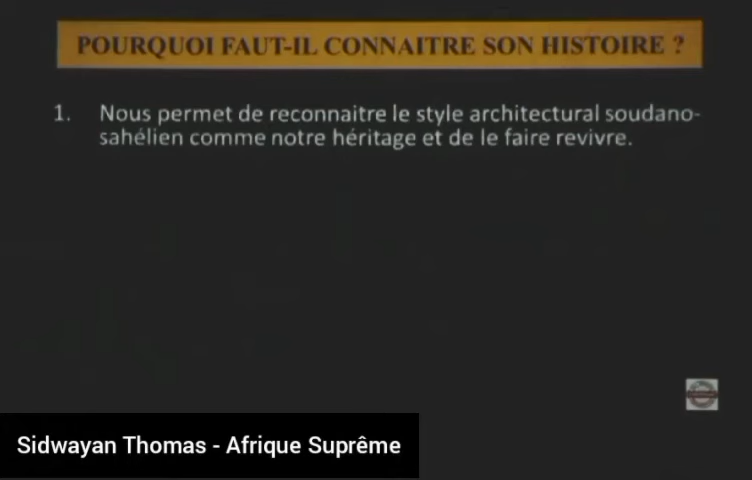 POURQUOI FAUT-IL CONNAITRE SON HISTOIRE ?
1. Nous permet de reconnaitre le style architectural soudano-
sahélien comme notre héritage et de le faire revivre.
Sidwayan Thomas - Afrique Suprême